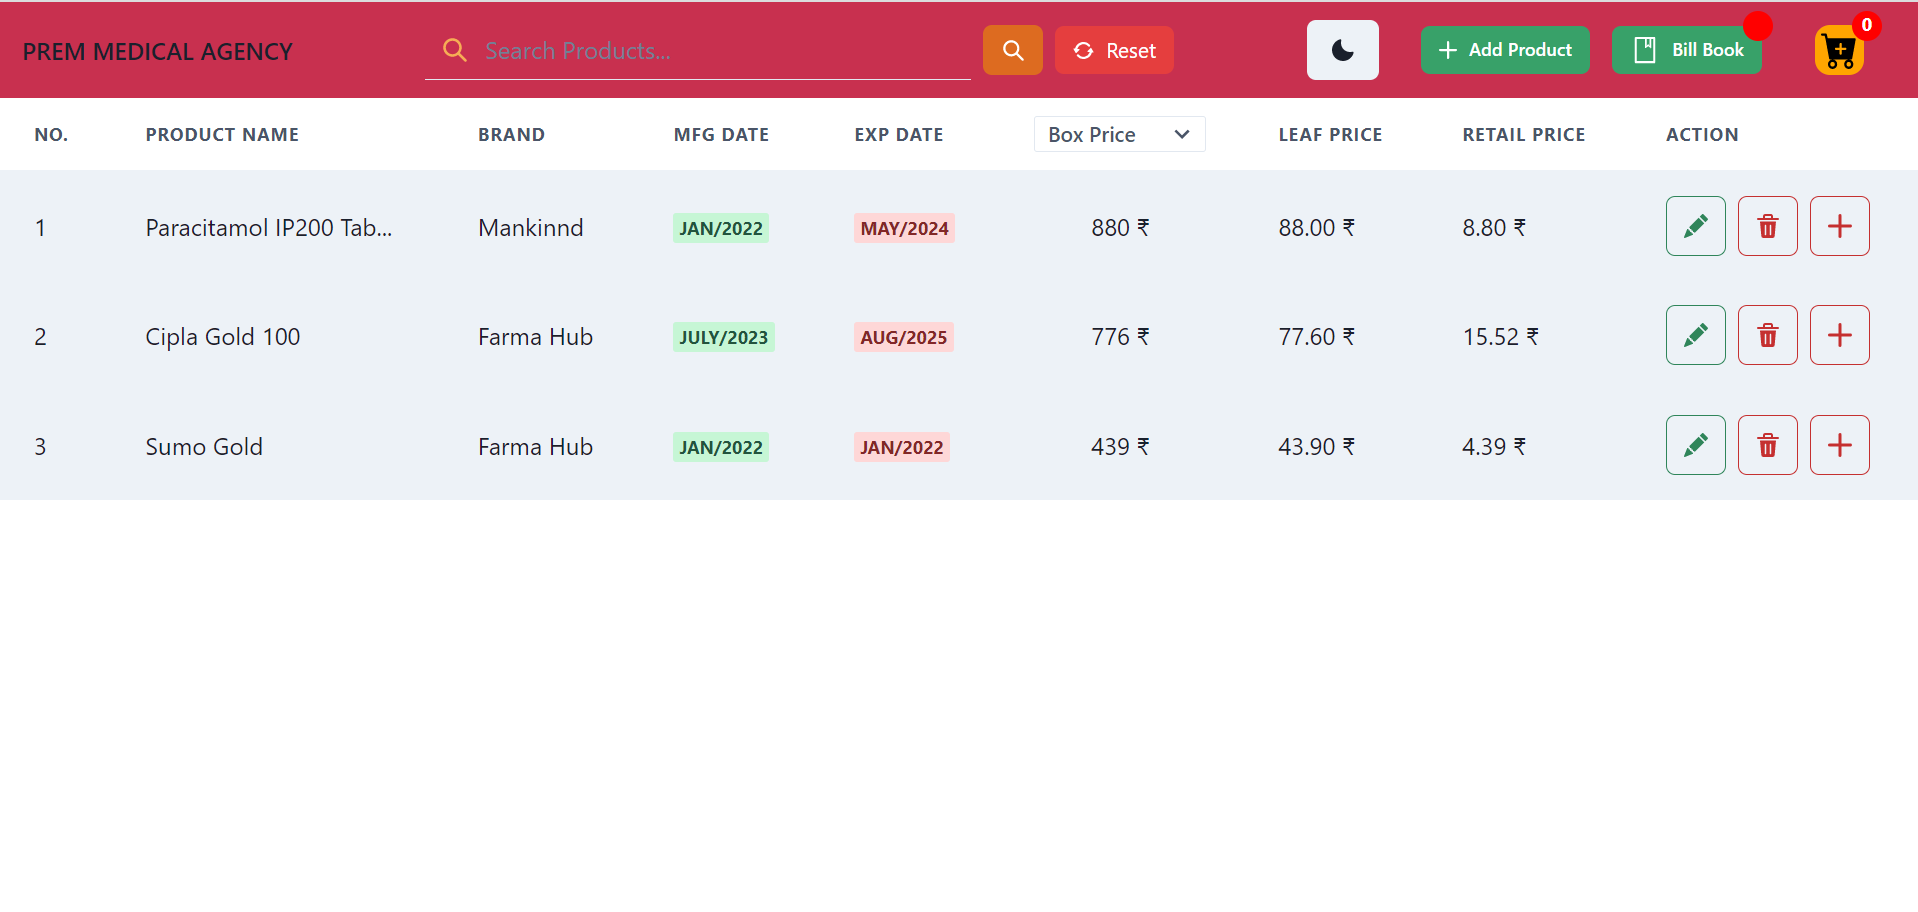 PREM MEDICAL AGENCY Search Products... Reset Add Product Bill Book 0
NO. PRODUCT NAME BRAND MFG DATE EXP DATE Box Price LEAF PRICE RETAIL PRICE ACTION
1 Paracitamol IP200 Tab... Mankinnd JAN/2022 MAY/2024 880 ₹ 88.00 ₹ 8.80 ₹
2 Cipla Gold 100 Farma Hub JULY/2023 AUG/2025 776 ₹ 77.60 ₹ 15.52 ₹
3 Sumo Gold Farma Hub JAN/2022 JAN/2022 439 ₹ 43.90 ₹ 4.39 ₹